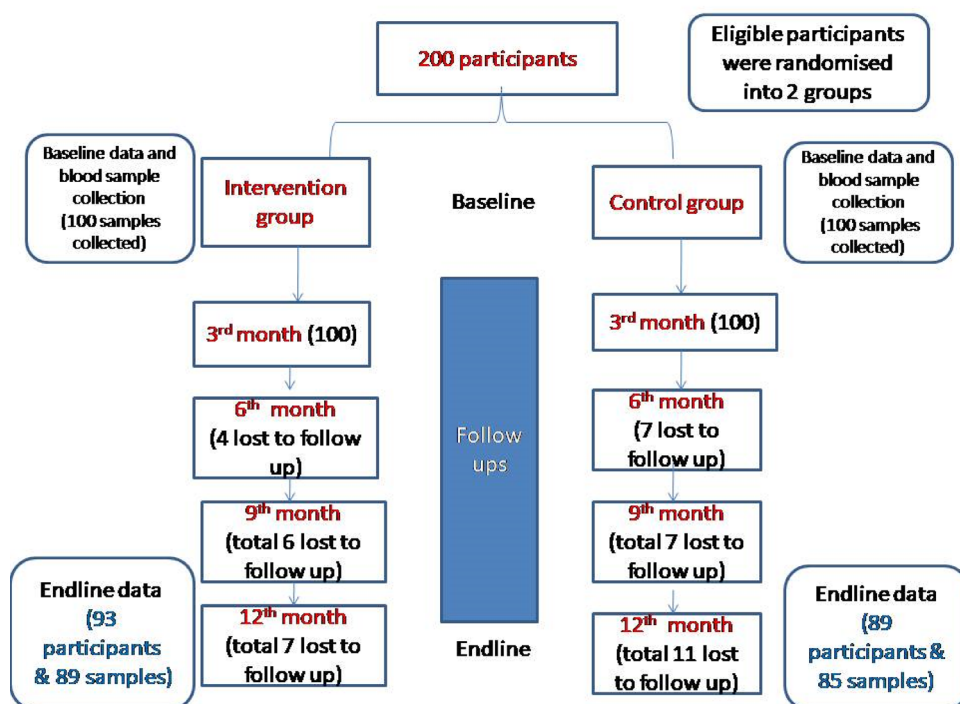 200 participants
Eligible participants
were randomised
into 2 groups
Baseline data and
blood sample
collection
(100 samples
collected)
Intervention
group
Baseline
Control group
Baseline data and
blood sample
collection
(100 samples
collected)
3rd month (100)
3rd month (100)
6th month
(4 lost to follow
up)
Follow
ups
6th month
(7 lost to
follow up)
9th month
(total 6 lost to
follow up)
9th month
(total 7 lost to
follow up)
Endline data
(93
participants
& 89 samples)
12th month
(total 7 lost to
follow up)
Endline
12th month
(total 11 lost
to follow up)
Endline data
(89
participants &
85 samples)